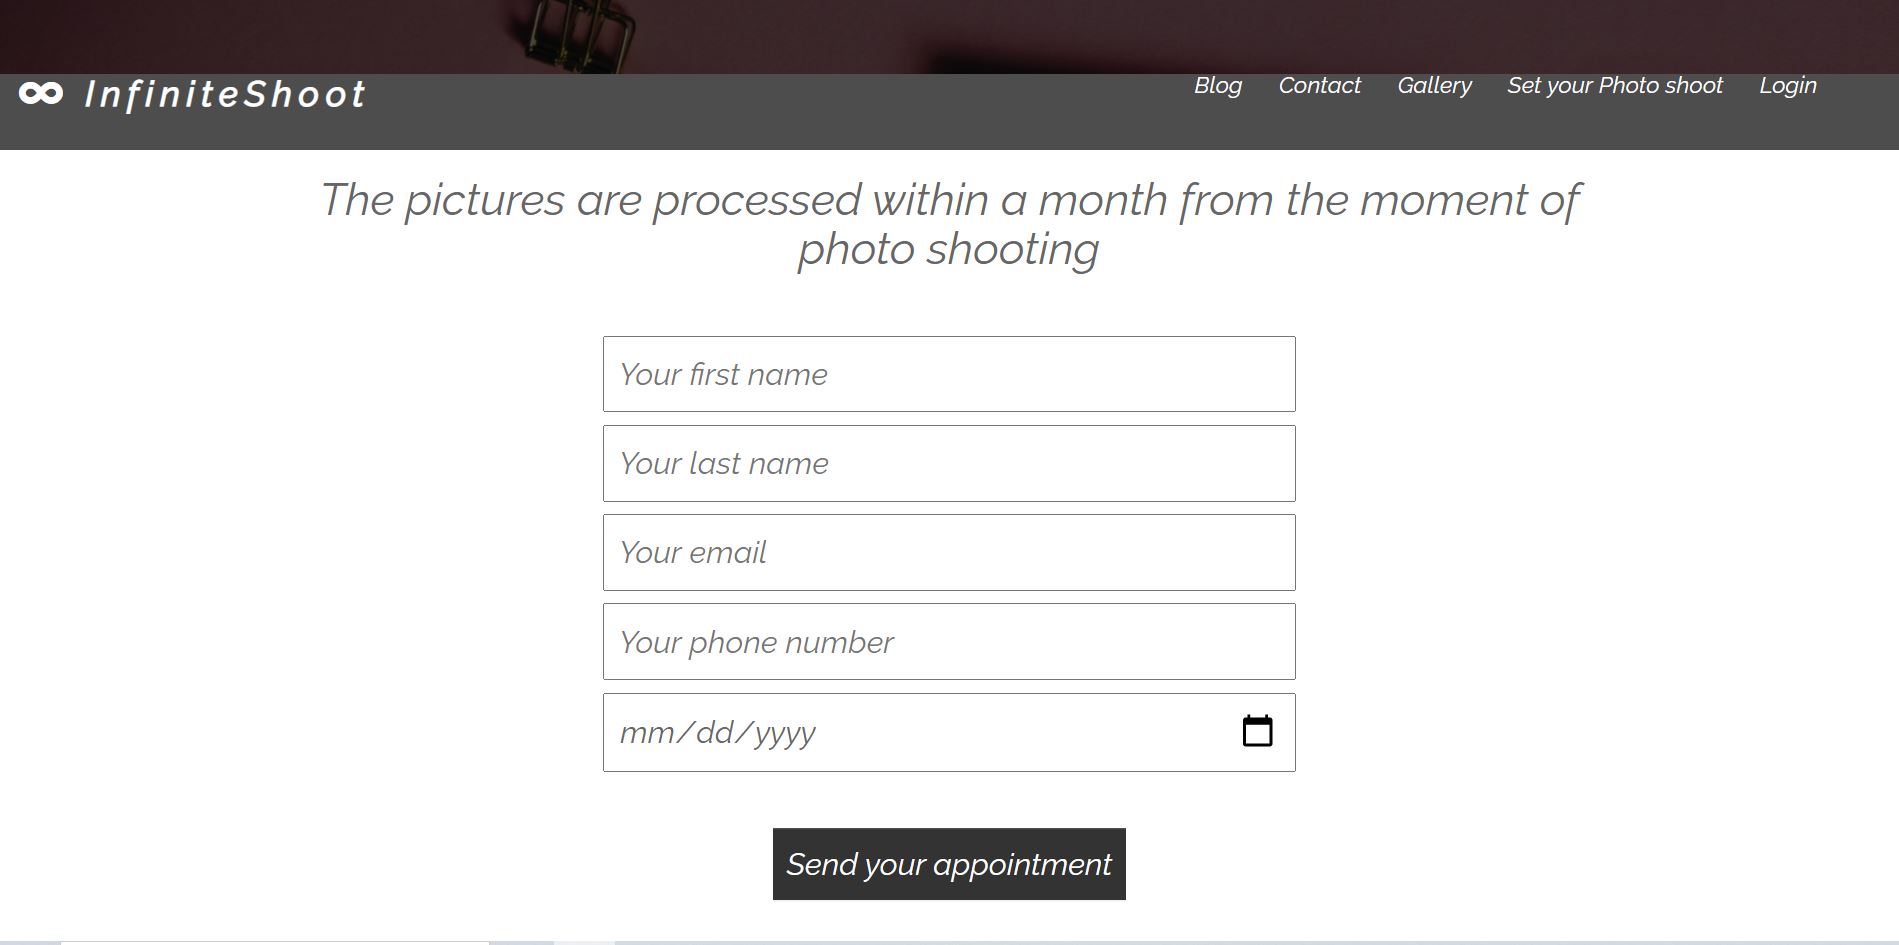 InfiniteShoot
Blog Contact Gallery Set your Photo shoot Login
The pictures are processed within a month from the moment of
photo shooting
Your first name
Your last name
Your email
Your phone number
mm/dd/yyyy
Send your appointment